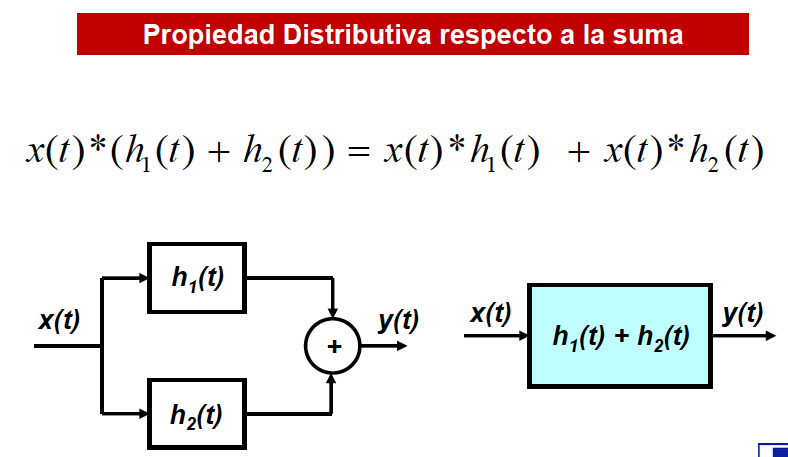 Propiedad Distributiva respecto a la suma
x(t)*(h₁(t) + h₂(t)) = x(t)*h₁(t) + x(t)*h₂(t)
h₁(t)
x(t)
+
y(t)
h₂(t)
x(t)
h₁(t) + h₂(t)
y(t)